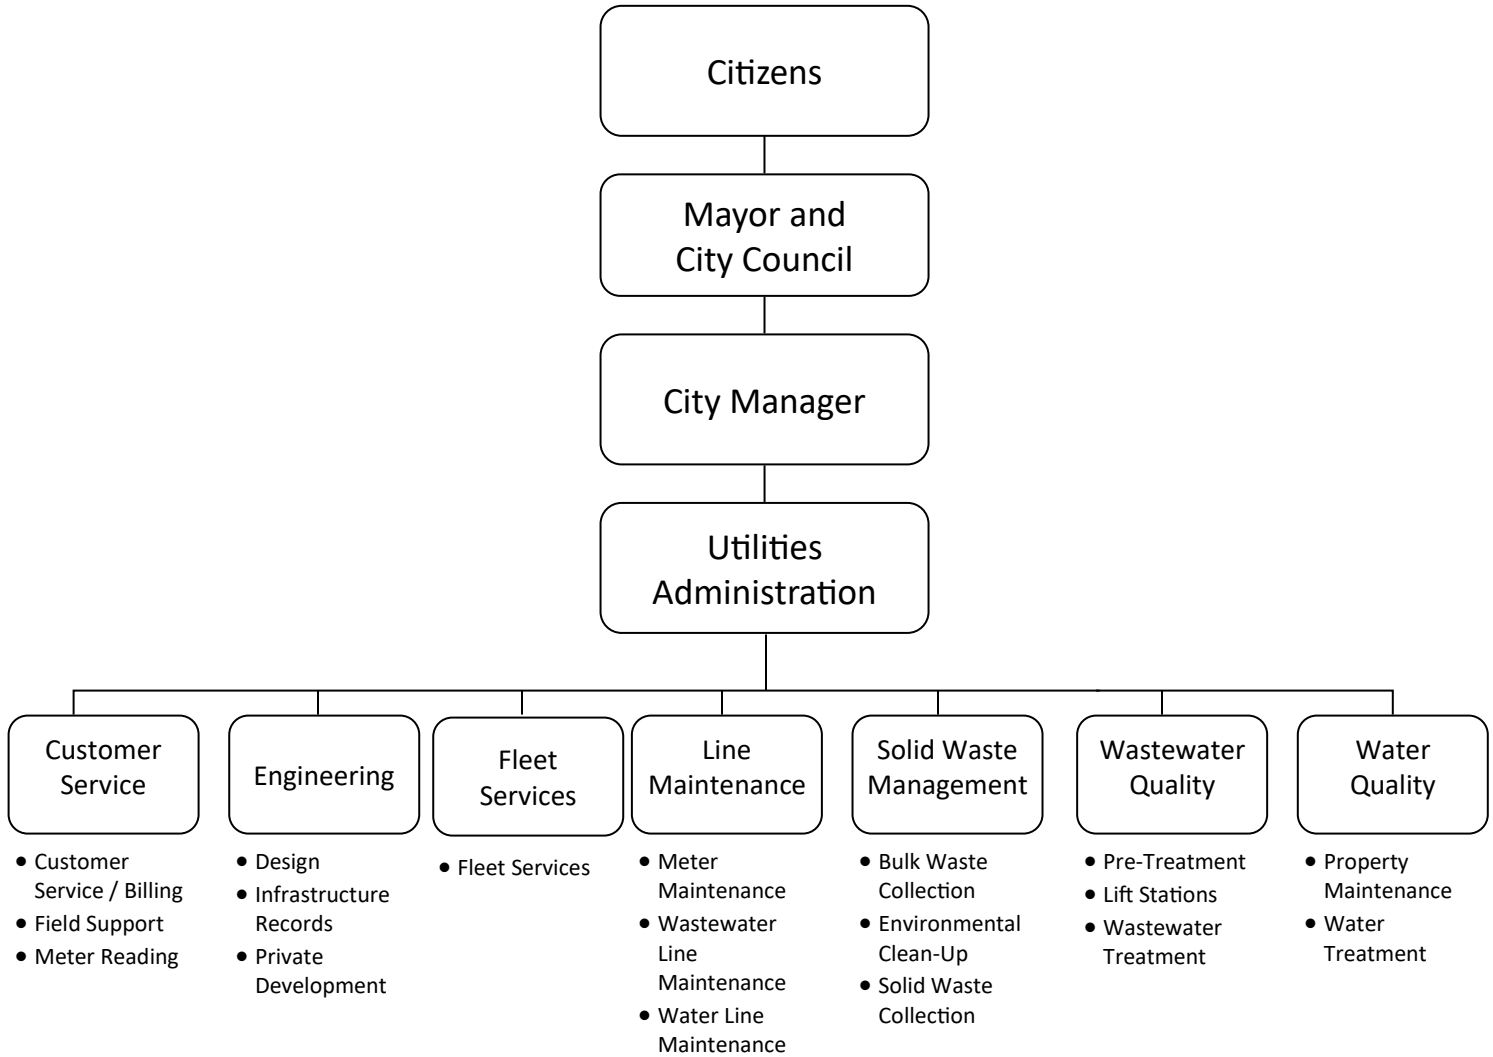 Citizens
Mayor and
City Council
City Manager
Utilities
Administration
Customer
Service
Engineering
Fleet
Services
Line
Maintenance
Solid Waste
Management
Wastewater
Quality
Water
Quality
• Customer
Service / Billing
• Field Support
• Meter Reading
• Design
• Infrastructure
Records
• Private
Development
• Fleet Services
• Meter
Maintenance
• Wastewater
Line
Maintenance
• Water Line
Maintenance
• Bulk Waste
Collection
• Environmental
Clean-Up
• Solid Waste
Collection
• Pre-Treatment
• Lift Stations
• Wastewater
Treatment
• Property
Maintenance
• Water
Treatment